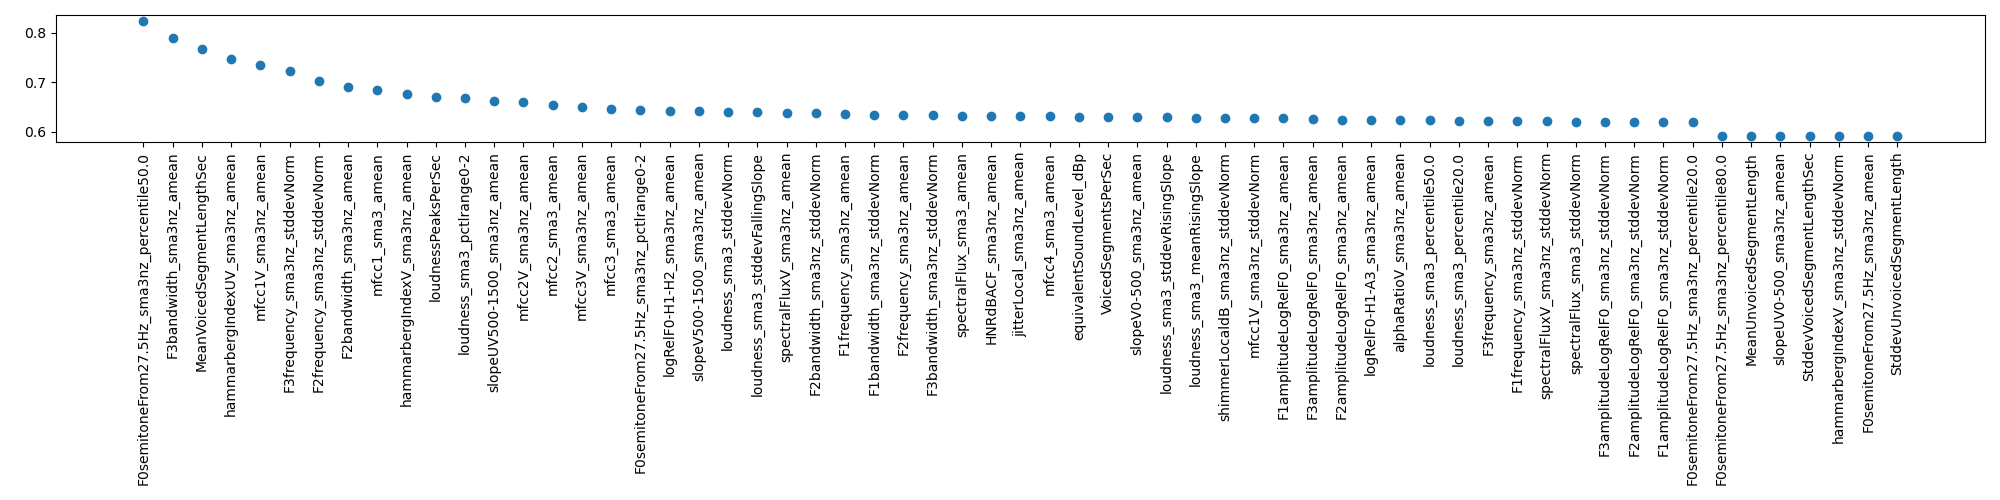 0.8
0.7
0.6
F0semitoneFrom27.5Hz_sma3nz_percentile50.0
F3bandwidth_sma3nz_amean
MeanVoicedSegmentLengthSec
hammarbergIndexUV_sma3nz_amean
mfcc1V_sma3nz_amean
F3frequency_sma3nz_stddevNorm
F2frequency_sma3nz_stddevNorm
F2bandwidth_sma3nz_amean
mfcc1_sma3_amean
hammarbergIndexV_sma3nz_amean
loudnessPeaksPerSec
loudness_sma3_pctlrange0-2
slopeUV500-1500_sma3nz_amean
mfcc2V_sma3nz_amean
mfcc2_sma3_amean
mfcc3V_sma3nz_amean
mfcc3_sma3_amean
F0semitoneFrom27.5Hz_sma3nz_pctlrange0-2
logRelF0-H1-H2_sma3nz_amean
slopeV500-1500_sma3nz_amean
loudness_sma3_stddevNorm
loudness_sma3_stddevFallingSlope
spectralFluxV_sma3nz_amean
F2bandwidth_sma3nz_stddevNorm
F1frequency_sma3nz_amean
F1bandwidth_sma3nz_stddevNorm
F2frequency_sma3nz_amean
F3bandwidth_sma3nz_stddevNorm
spectralFlux_sma3_amean
HNRdBACF_sma3nz_amean
jitterLocal_sma3nz_amean
mfcc4_sma3_amean
equivalentSoundLevel_dBp
VoicedSegmentsPerSec
slopeV0-500_sma3nz_amean
loudness_sma3_stddevRisingSlope
loudness_sma3_meanRisingSlope
shimmerLocaldB_sma3nz_stddevNorm
mfcc1V_sma3nz_stddevNorm
F1amplitudeLogRelF0_sma3nz_amean
F3amplitudeLogRelF0_sma3nz_amean
F2amplitudeLogRelF0_sma3nz_amean
logRelF0-H1-A3_sma3nz_amean
alphaRatioV_sma3nz_amean
loudness_sma3_percentile50.0
loudness_sma3_percentile20.0
F3frequency_sma3nz_amean
F1frequency_sma3nz_stddevNorm
spectralFluxV_sma3nz_stddevNorm
spectralFlux_sma3_stddevNorm
F3amplitudeLogRelF0_sma3nz_stddevNorm
F2amplitudeLogRelF0_sma3nz_stddevNorm
F1amplitudeLogRelF0_sma3nz_stddevNorm
F0semitoneFrom27.5Hz_sma3nz_percentile20.0
F0semitoneFrom27.5Hz_sma3nz_percentile80.0
MeanUnvoicedSegmentLength
slopeUV0-500_sma3nz_amean
StddevVoicedSegmentLengthSec
hammarbergIndexV_sma3nz_stddevNorm
F0semitoneFrom27.5Hz_sma3nz_amean
StddevUnvoicedSegmentLength